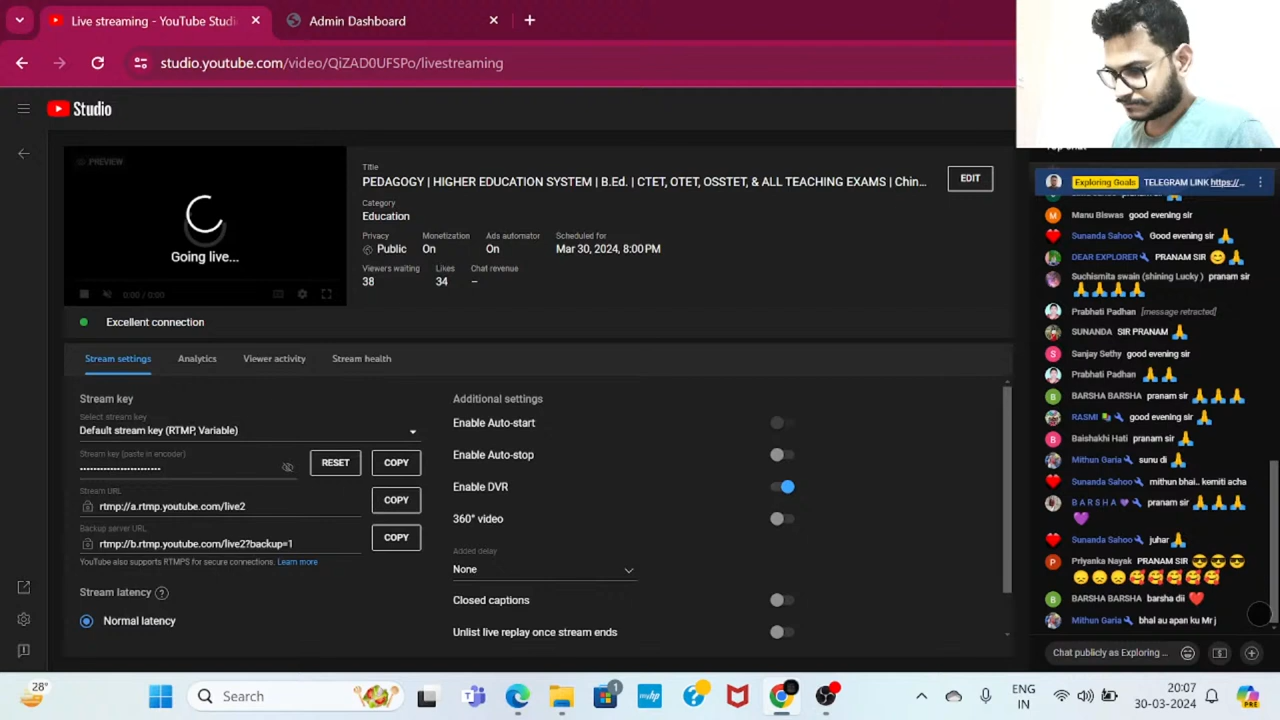 Live streaming - YouTube Studi
Admin Dashboard
studio.youtube.com/video/QiZAD0UFSPo/livestreaming
Studio
PREVIEW
Going live...
0:00 / 0:00
Title
PEDAGOGY | HIGHER EDUCATION SYSTEM | B.Ed. | CTET, OTET, OSSTET, & ALL TEACHING EXAMS | Chin...
EDIT
Category
Education
Privacy Monetization Ads automator Scheduled for
Public On On Mar 30, 2024, 8:00 PM
Viewers waiting Likes Chat revenue
38 34 –
Excellent connection
Stream settings Analytics Viewer activity Stream health
Stream key
Select stream key
Default stream key (RTMP, Variable)
Stream key (paste in encoder)
••••••••••••••••••••••••
RESET COPY
Stream URL
rtmp://a.rtmp.youtube.com/live2
COPY
Backup server URL
rtmp://b.rtmp.youtube.com/live2?backup=1
COPY
YouTube also supports RTMPS for secure connections. Learn more
Stream latency
Normal latency
Additional settings
Enable Auto-start
Enable Auto-stop
Enable DVR
360° video
Added delay
None
Closed captions
Unlist live replay once stream ends
Exploring Goals TELEGRAM LINK https://...
Manu Biswas good evening sir
Sunanda Sahoo Good evening sir 🙏
DEAR EXPLORER PRANAM SIR 😊🙏
Suchismita swain (shining Lucky ) pranam sir
🙏🙏🙏🙏
Prabhati Padhan [message retracted]
SUNANDA SIR PRANAM 🙏
Sanjay Sethy good evening sir
Prabhati Padhan 🙏🙏
BARSHA BARSHA pranam sir 🙏🙏🙏
RASMI good evening sir 🙏
Baishakhi Hati pranam sir 🙏
Mithun Garia sunu di 🙏
Sunanda Sahoo mithun bhai.. kemiti acha
B A R S H A 💜 pranam sir 🙏🙏🙏
💜
Sunanda Sahoo juhar 🙏
Priyanka Nayak PRANAM SIR 😎😎😎
😞😞😞🥰🥰🥰🥰🥰
BARSHA BARSHA barsha dii ❤️
Mithun Garia bhal au apan ku Mr j
Chat publicly as Exploring ...
28°
Search
ENG
IN
20:07
30-03-2024